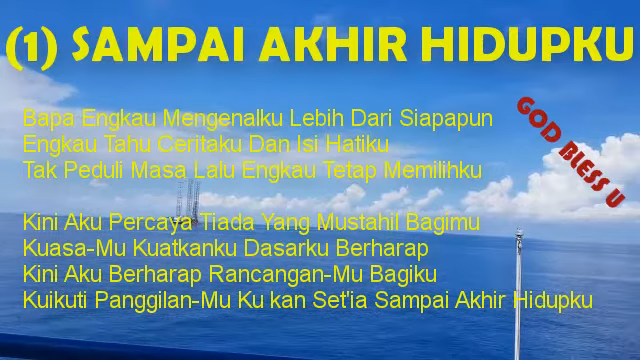 (1) SAMPAI AKHIR HIDUPKU
Bapa Engkau Mengenalku Lebih Dari Siapapun
Engkau Tahu Ceritaku Dan Isi Hatiku
Tak Peduli Masa Lalu Engkau Tetap Memilihku
GOD BLESS U
Kini Aku Percaya Tiada Yang Mustahil Bagimu
Kuasa-Mu Kuatkanku Dasarku Berharap
Kini Aku Berharap Rancangan-Mu Bagiku
Kuikuti Panggilan-Mu Ku kan Set'ia Sampai Akhir Hidupku